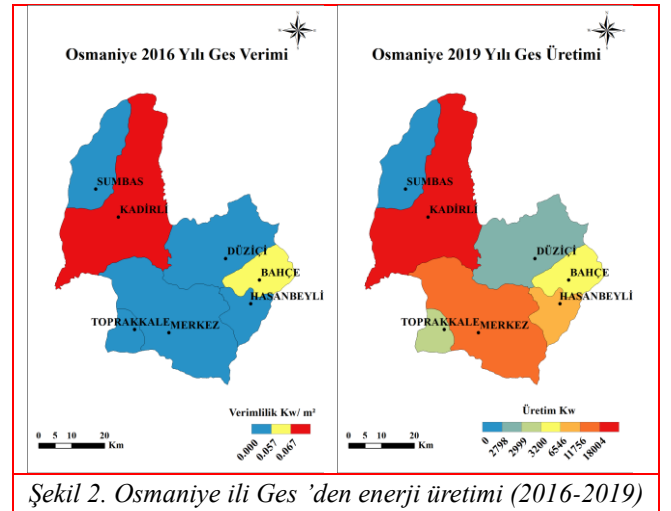 Osmaniye 2016 Yılı Ges Verimi
SUMBAS
KADİRLİ
DÜZİÇİ
BAHÇE
HASANBEYLİ
TOPRAKKALE
MERKEZ
Verimlilik Kw/ m²
0.000
0.057
0.067
0 5 10 20
Km
Osmaniye 2019 Yılı Ges Üretimi
SUMBAS
KADİRLİ
DÜZİÇİ
BAHÇE
HASANBEYLİ
TOPRAKKALE
MERKEZ
Üretim Kw
0
2798
2999
3200
6546
11756
18004
0 5 10 20
Km
Şekil 2. Osmaniye ili Ges ’den enerji üretimi (2016-2019)